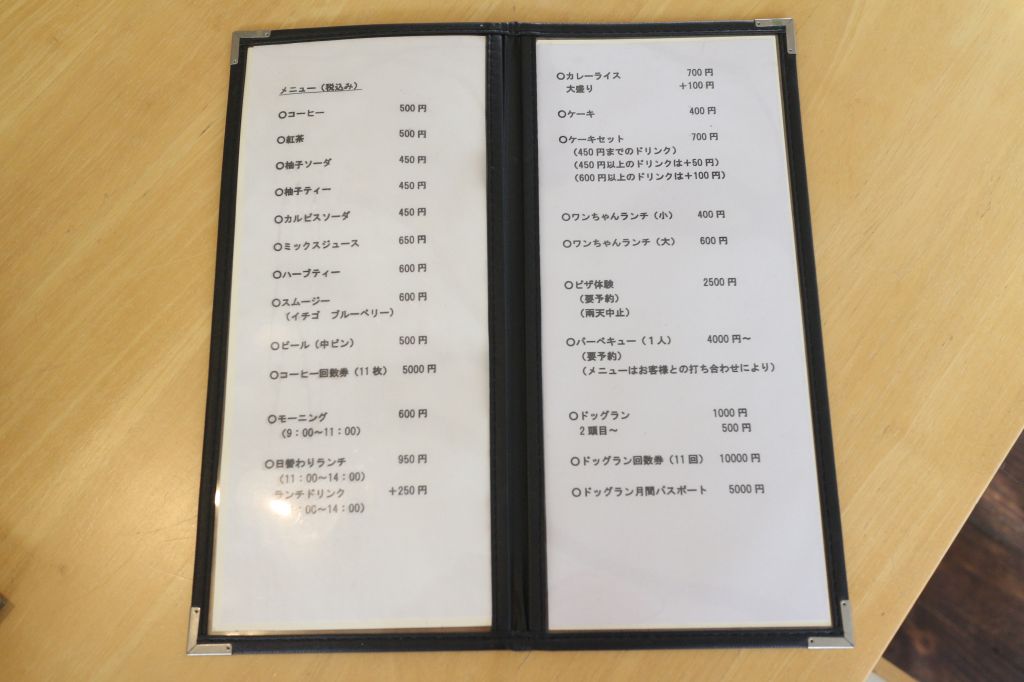 メニュー（税込み）
○コーヒー 500円
○紅茶 500円
○柚子ソーダ 450円
○柚子ティー 450円
○カルピスソーダ 450円
○ミックスジュース 650円
○ハーブティー 600円
○スムージー 600円
（イチゴ ブルーベリー）
○ビール（中ビン） 500円
○コーヒー回数券（11枚） 5000円
○モーニング 600円
（9：00～11：00）
○日替わりランチ 950円
（11：00～14：00）
ランチドリンク ＋250円
：00～14：00）
○カレーライス 700円
大盛り ＋100円
○ケーキ 400円
○ケーキセット 700円
（450円までのドリンク）
（450円以上のドリンクは＋50円）
（600円以上のドリンクは＋100円）
○ワンちゃんランチ（小） 400円
○ワンちゃんランチ（大） 600円
○ピザ体験 2500円
（要予約）
（雨天中止）
○バーベキュー（1人） 4000円～
（要予約）
（メニューはお客様との打ち合わせにより）
○ドッグラン 1000円
2頭目～ 500円
○ドッグラン回数券（11回） 10000円
○ドッグラン月間パスポート 5000円